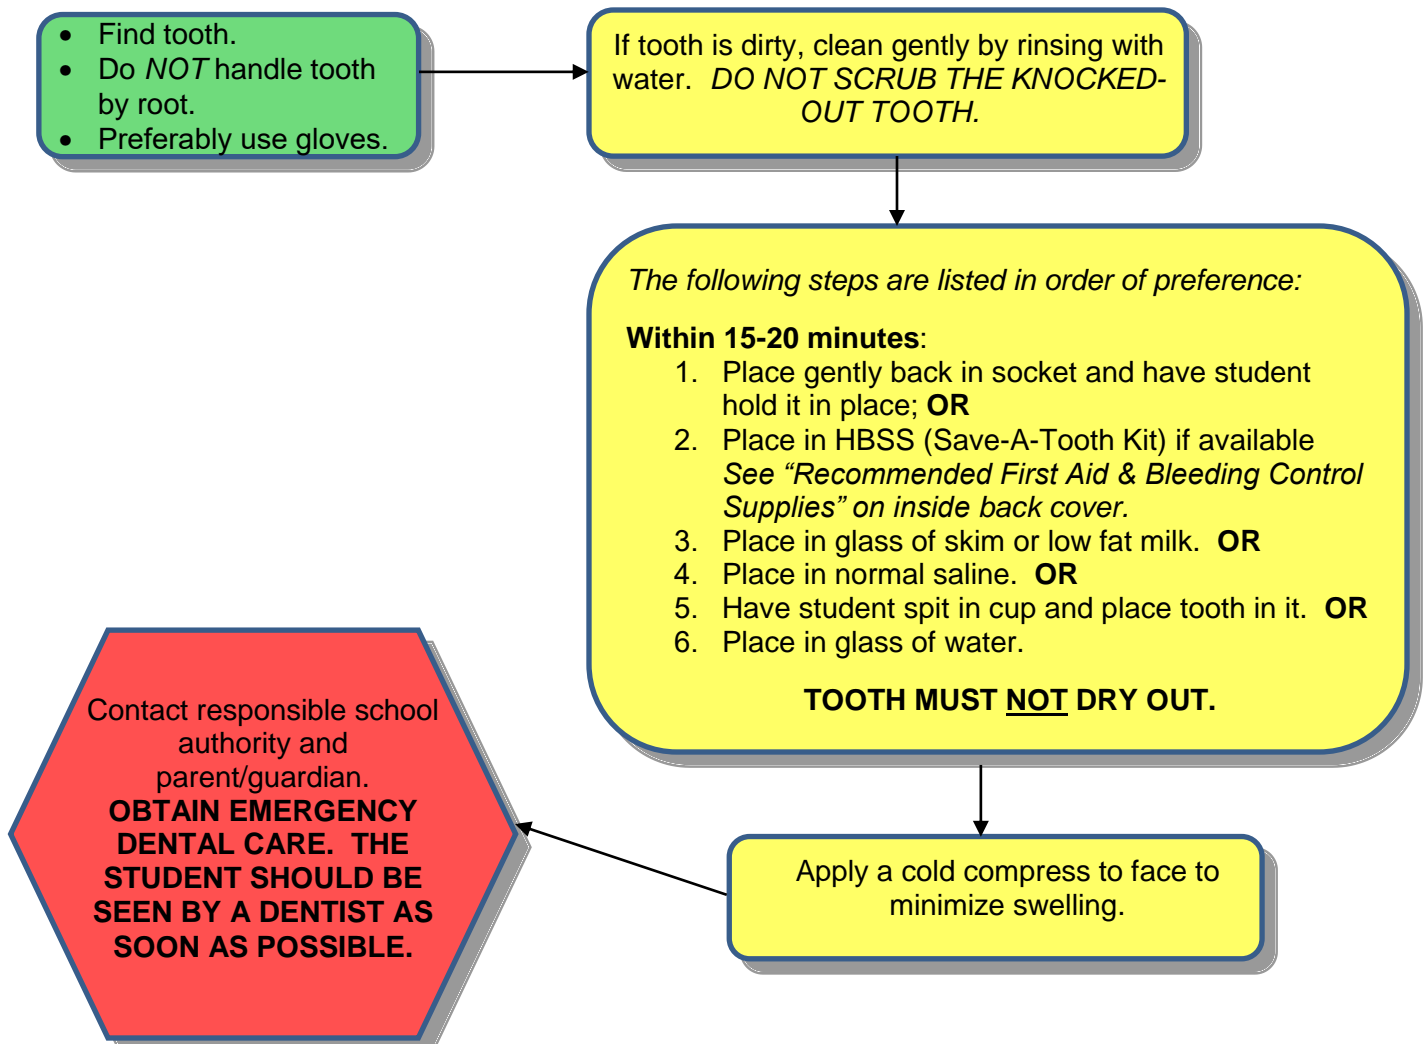 • Find tooth.
• Do NOT handle tooth
by root.
• Preferably use gloves.
If tooth is dirty, clean gently by rinsing with
water.  DO NOT SCRUB THE KNOCKED-
OUT TOOTH.
The following steps are listed in order of preference:
Within 15-20 minutes:
1. Place gently back in socket and have student
hold it in place; OR
2. Place in HBSS (Save-A-Tooth Kit) if available
See “Recommended First Aid & Bleeding Control
Supplies” on inside back cover.
3. Place in glass of skim or low fat milk.  OR
4. Place in normal saline.  OR
5. Have student spit in cup and place tooth in it.  OR
6. Place in glass of water.
TOOTH MUST NOT DRY OUT.
Apply a cold compress to face to
minimize swelling.
Contact responsible school
authority and
parent/guardian.
OBTAIN EMERGENCY
DENTAL CARE.  THE
STUDENT SHOULD BE
SEEN BY A DENTIST AS
SOON AS POSSIBLE.